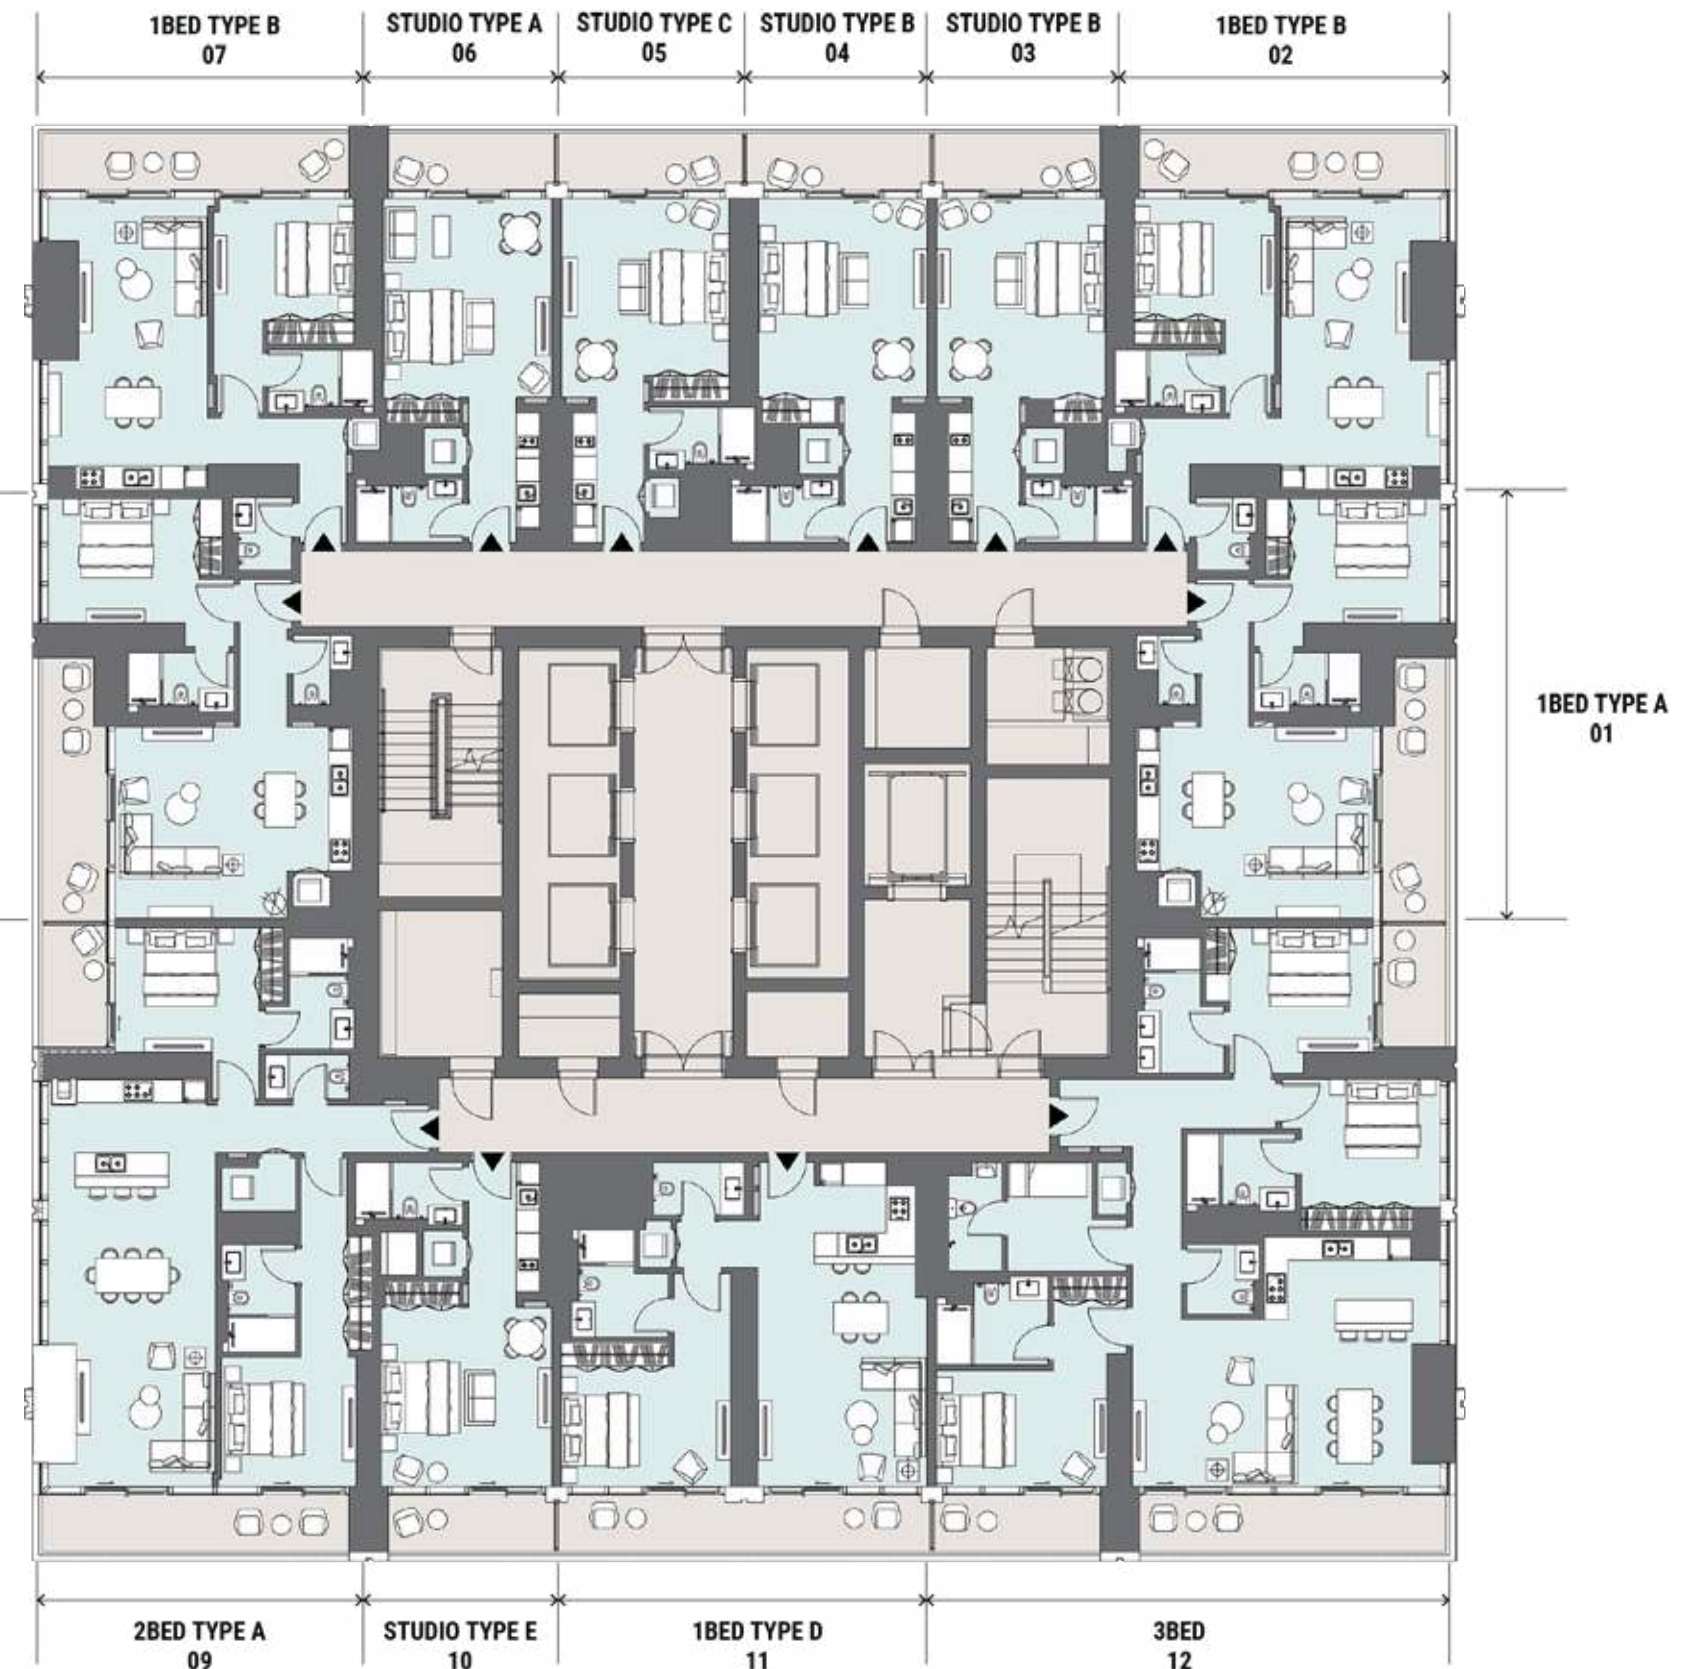 1BED TYPE B
07
STUDIO TYPE A
06
STUDIO TYPE C
05
STUDIO TYPE B
04
STUDIO TYPE B
03
1BED TYPE B
02
1BED TYPE A
01
2BED TYPE A
09
STUDIO TYPE E
10
1BED TYPE D
11
3BED
12